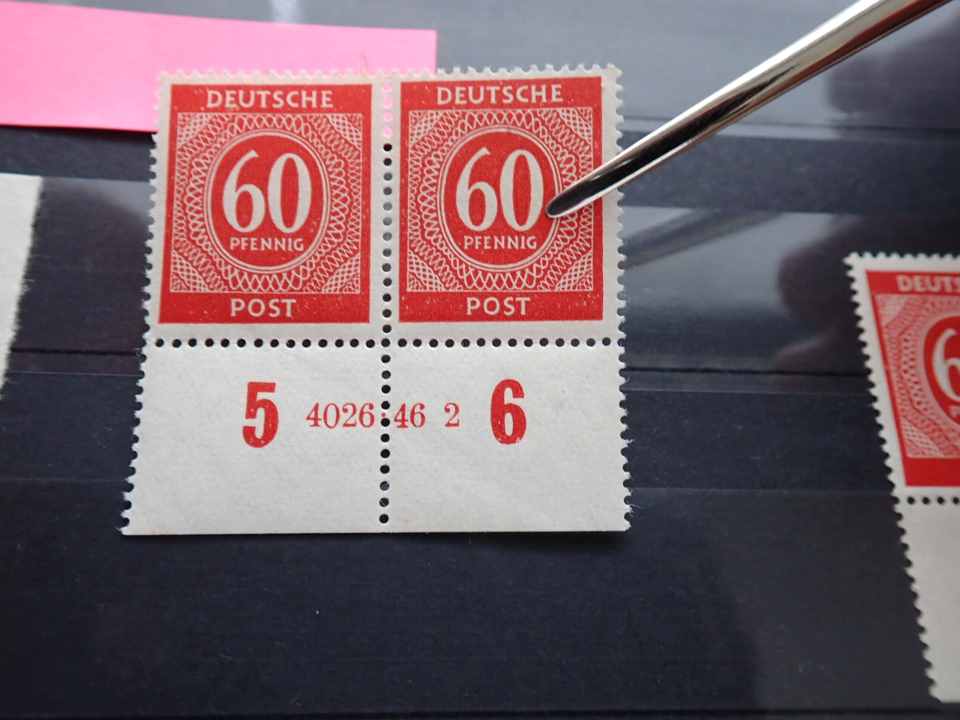 DEUTSCHE
60
PFENNIG
POST
DEUTSCHE
60
PFENNIG
POST
5 4026.46 2 6